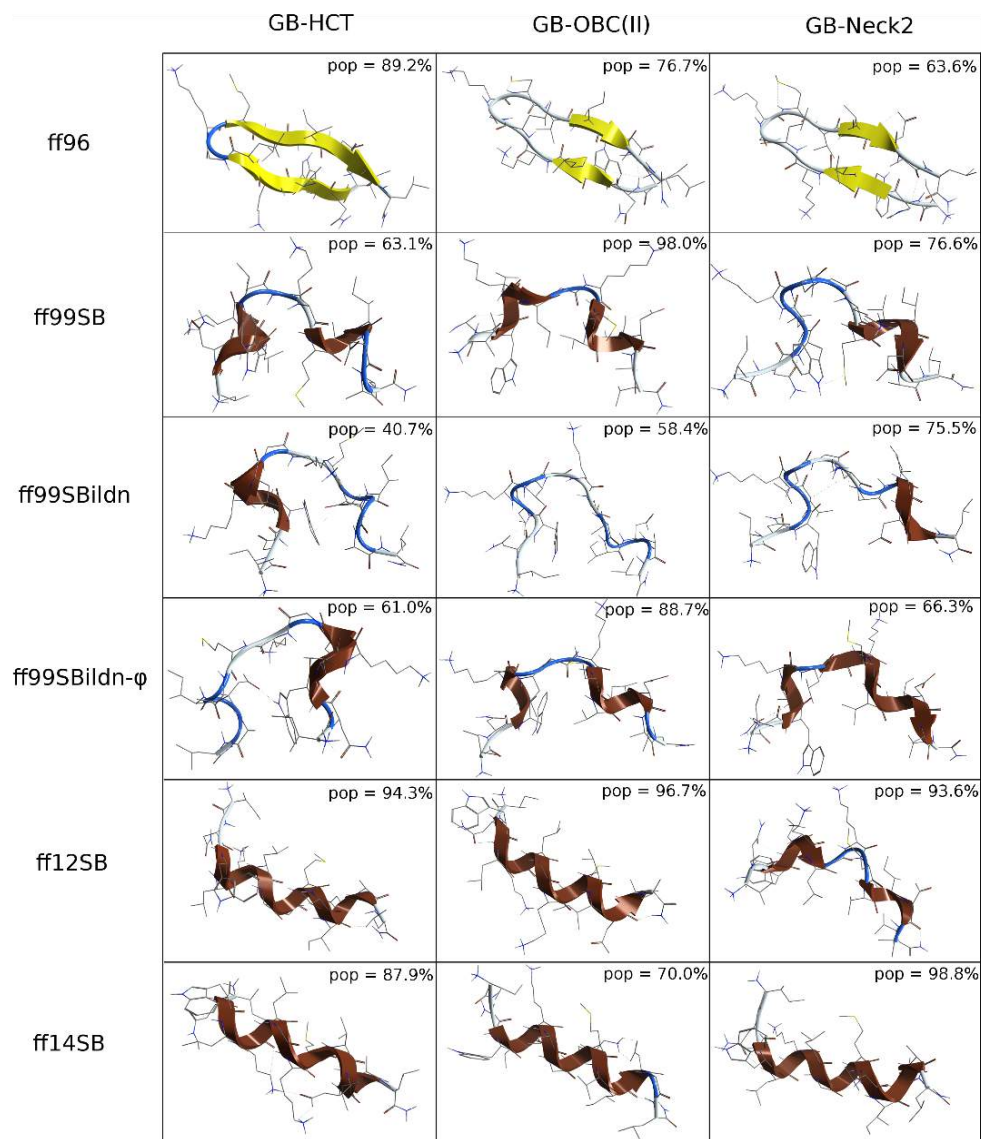 GB-HCT GB-OBC(II) GB-Neck2
ff96 pop = 89.2% pop = 76.7% pop = 63.6%
ff99SB pop = 63.1% pop = 98.0% pop = 76.6%
ff99SBildn pop = 40.7% pop = 58.4% pop = 75.5%
ff99SBildn-φ pop = 61.0% pop = 88.7% pop = 66.3%
ff12SB pop = 94.3% pop = 96.7% pop = 93.6%
ff14SB pop = 87.9% pop = 70.0% pop = 98.8%